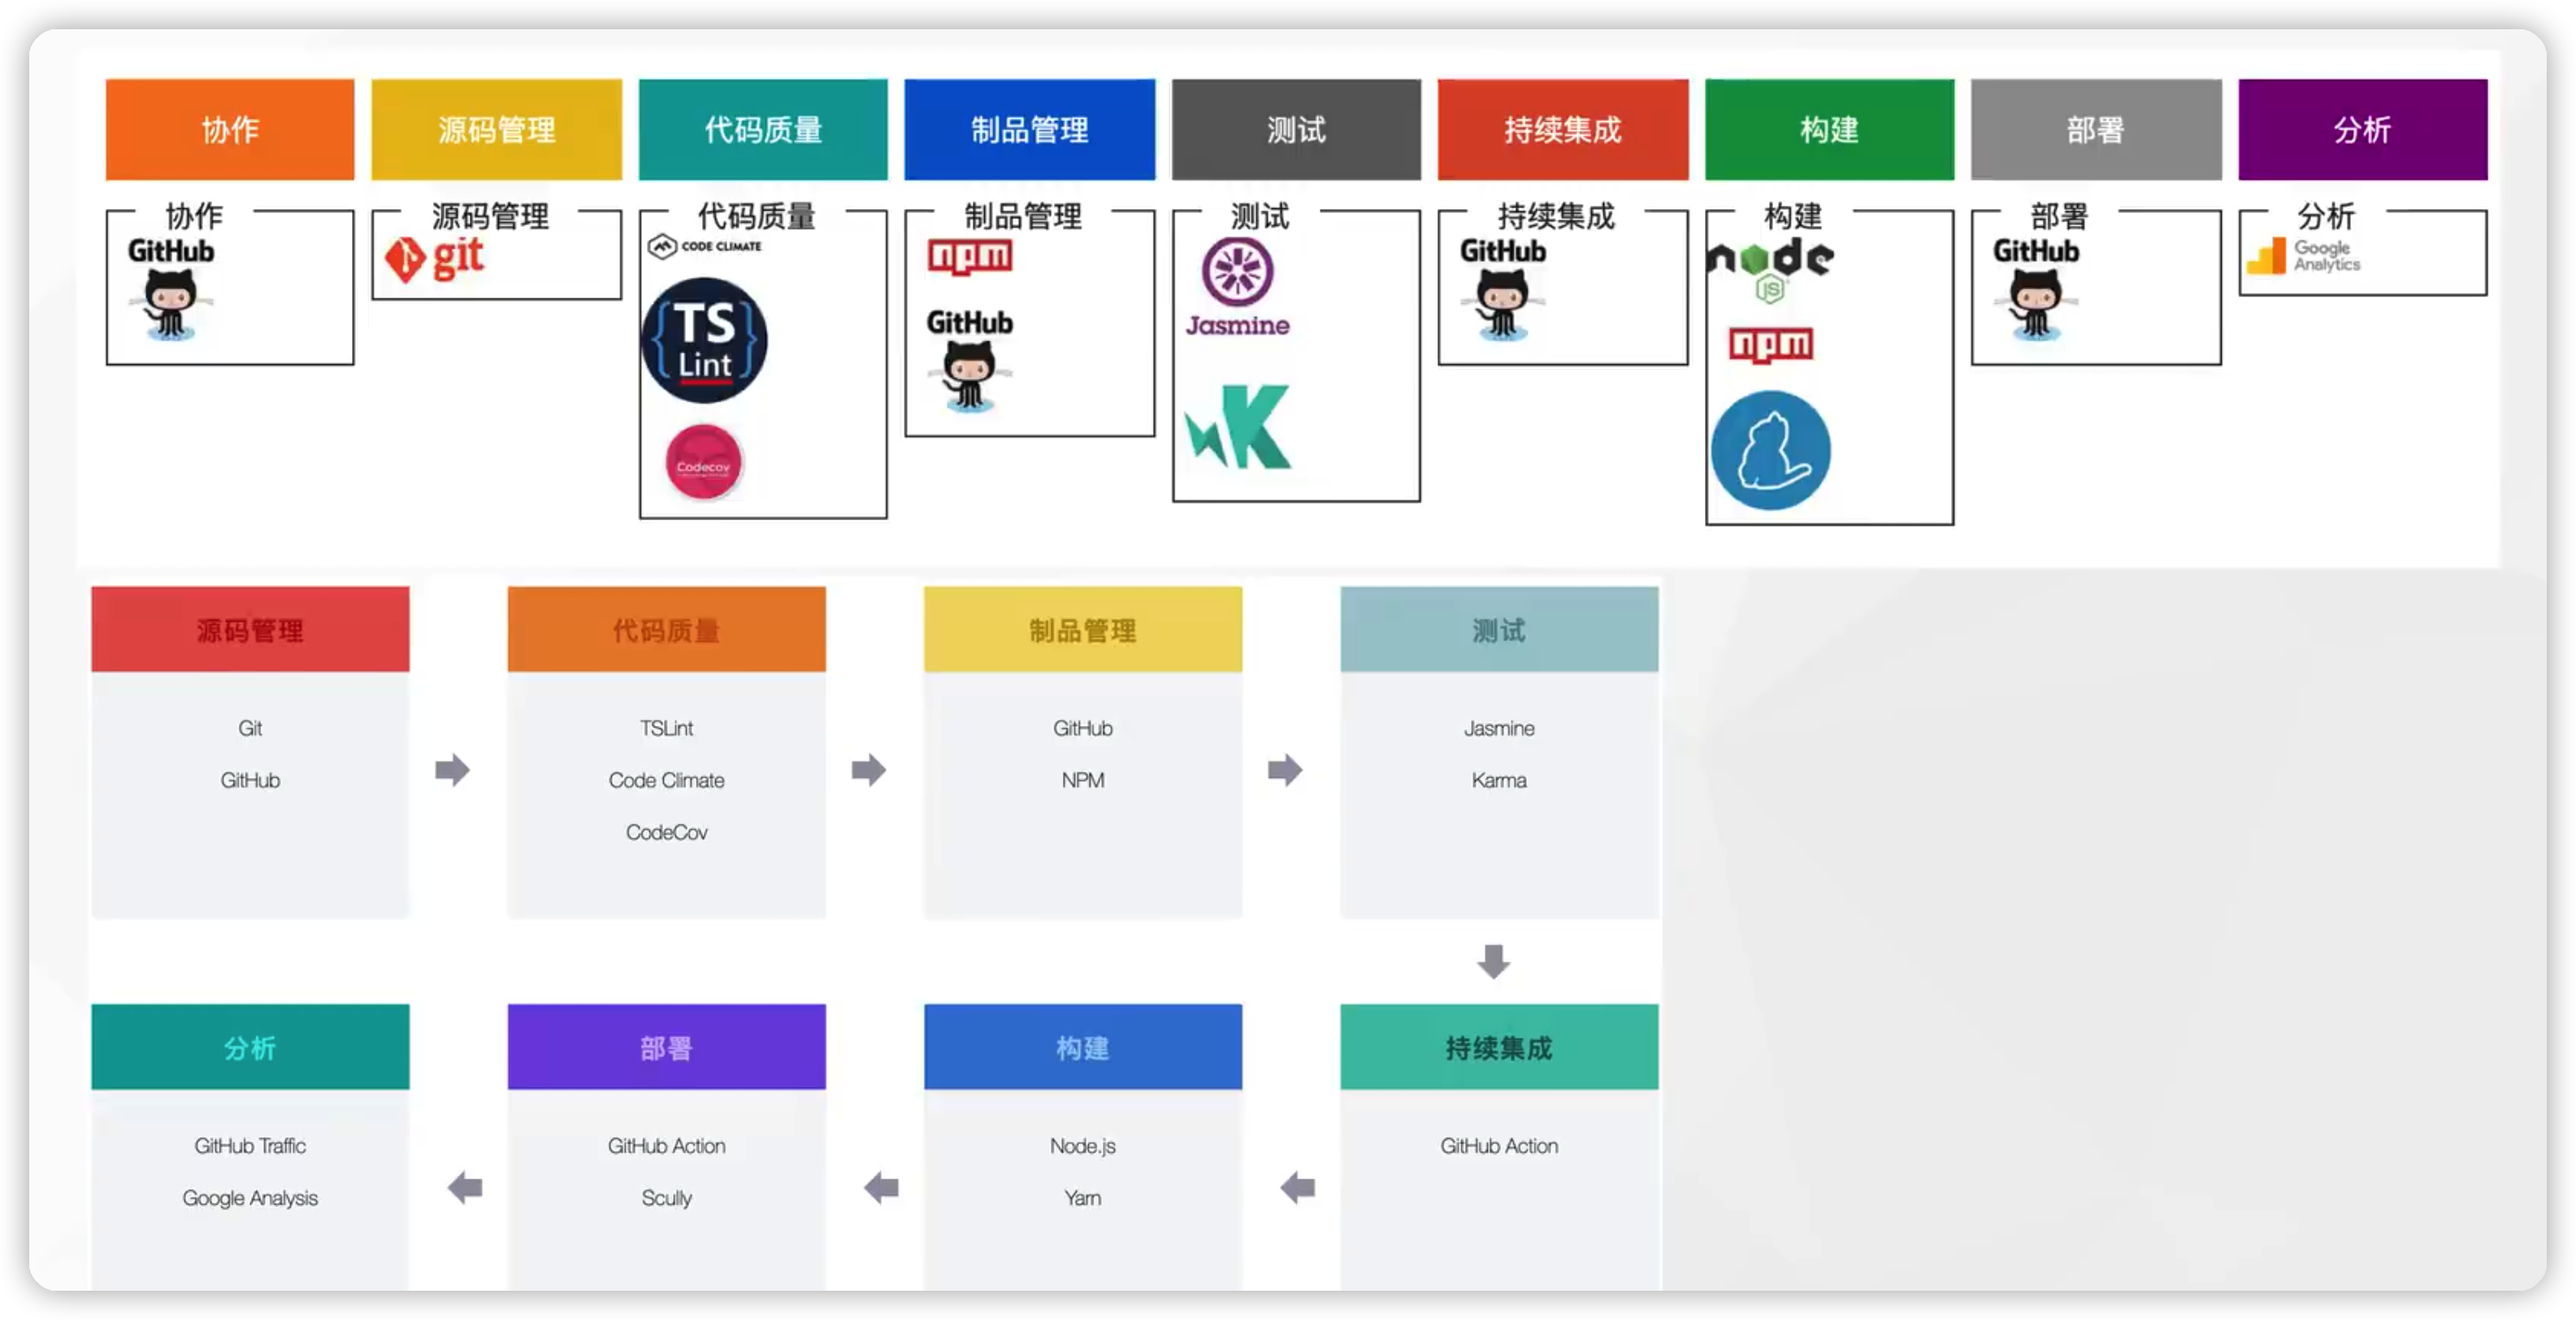 协作
源码管理
代码质量
制品管理
测试
持续集成
构建
部署
分析
协作
GitHub
源码管理
git
代码质量
CODE CLIMATE
{TS
Lint}
Codecov
制品管理
npm
GitHub
测试
Jasmine
K
持续集成
GitHub
构建
node
JS
npm
部署
GitHub
分析
Google
Analytics
源码管理
Git
GitHub
代码质量
TSLint
Code Climate
CodeCov
制品管理
GitHub
NPM
测试
Jasmine
Karma
分析
GitHub Traffic
Google Analysis
部署
GitHub Action
Scully
构建
Node.js
Yarn
持续集成
GitHub Action